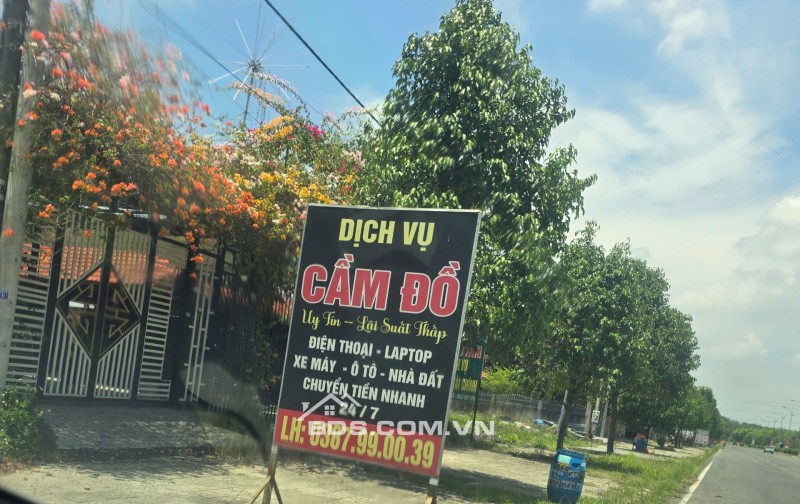 DỊCH VỤ
CẦM ĐỒ
Uy Tín - Lãi Suất Thấp
ĐIỆN THOẠI - LAPTOP
XE MÁY - Ô TÔ - NHÀ ĐẤT
CHUYỂN TIỀN NHANH
24/7
BDS.COM.VN
LH: 0387.99.00.39